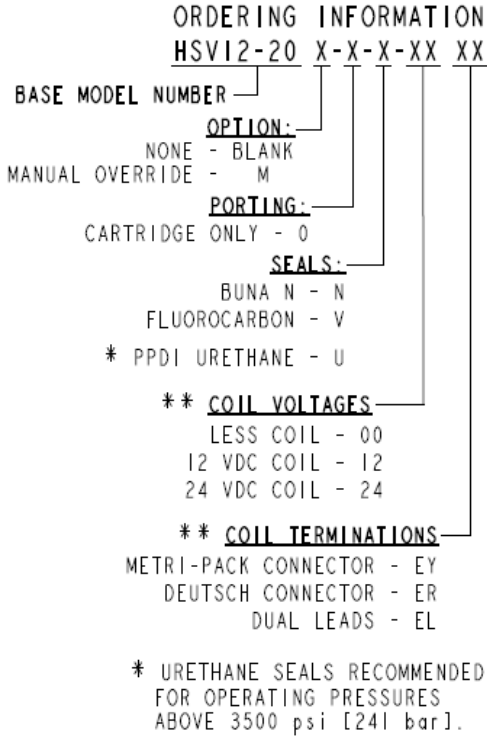 ORDERING INFORMATION
HSV12-20 X-X-X-XX XX
BASE MODEL NUMBER
OPTION:
NONE - BLANK
MANUAL OVERRIDE - M
PORTING:
CARTRIDGE ONLY - 0
SEALS:
BUNA N - N
FLUOROCARBON - V
* PPDI URETHANE - U
** COIL VOLTAGES
LESS COIL - 00
12 VDC COIL - 12
24 VDC COIL - 24
** COIL TERMINATIONS
METRI-PACK CONNECTOR - EY
DEUTSCH CONNECTOR - ER
DUAL LEADS - EL
* URETHANE SEALS RECOMMENDED
FOR OPERATING PRESSURES
ABOVE 3500 psi [241 bar].